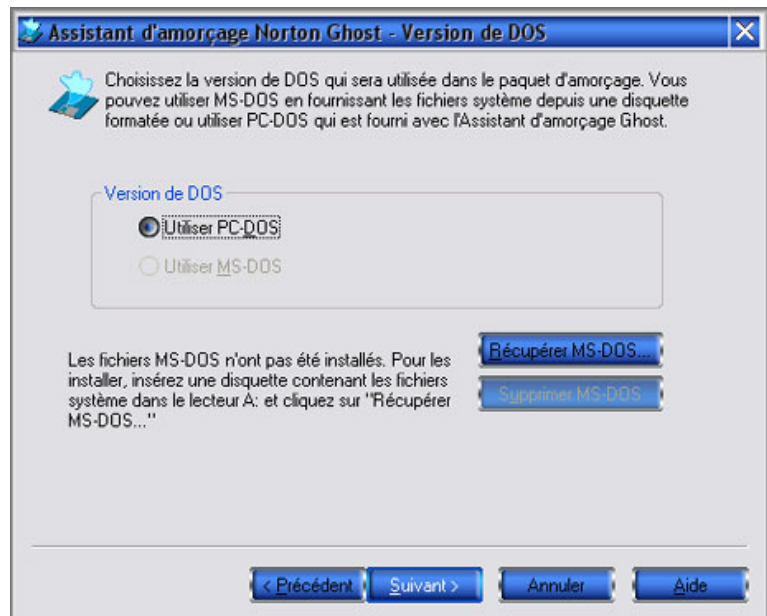 Assistant d'amorçage Norton Ghost - Version de DOS
Choisissez la version de DOS qui sera utilisée dans le paquet d'amorçage. Vous
pouvez utiliser MS-DOS en fournissant les fichiers système depuis une disquette
formatée ou utiliser PC-DOS qui est fourni avec l'Assistant d'amorçage Ghost.
Version de DOS
Utiliser PC-DOS
Utiliser MS-DOS
Les fichiers MS-DOS n'ont pas été installés. Pour les
installer, insérez une disquette contenant les fichiers
système dans le lecteur A: et cliquez sur "Récupérer
MS-DOS..."
Récupérer MS-DOS...
Supprimer MS-DOS
< Précédent
Suivant >
Annuler
Aide